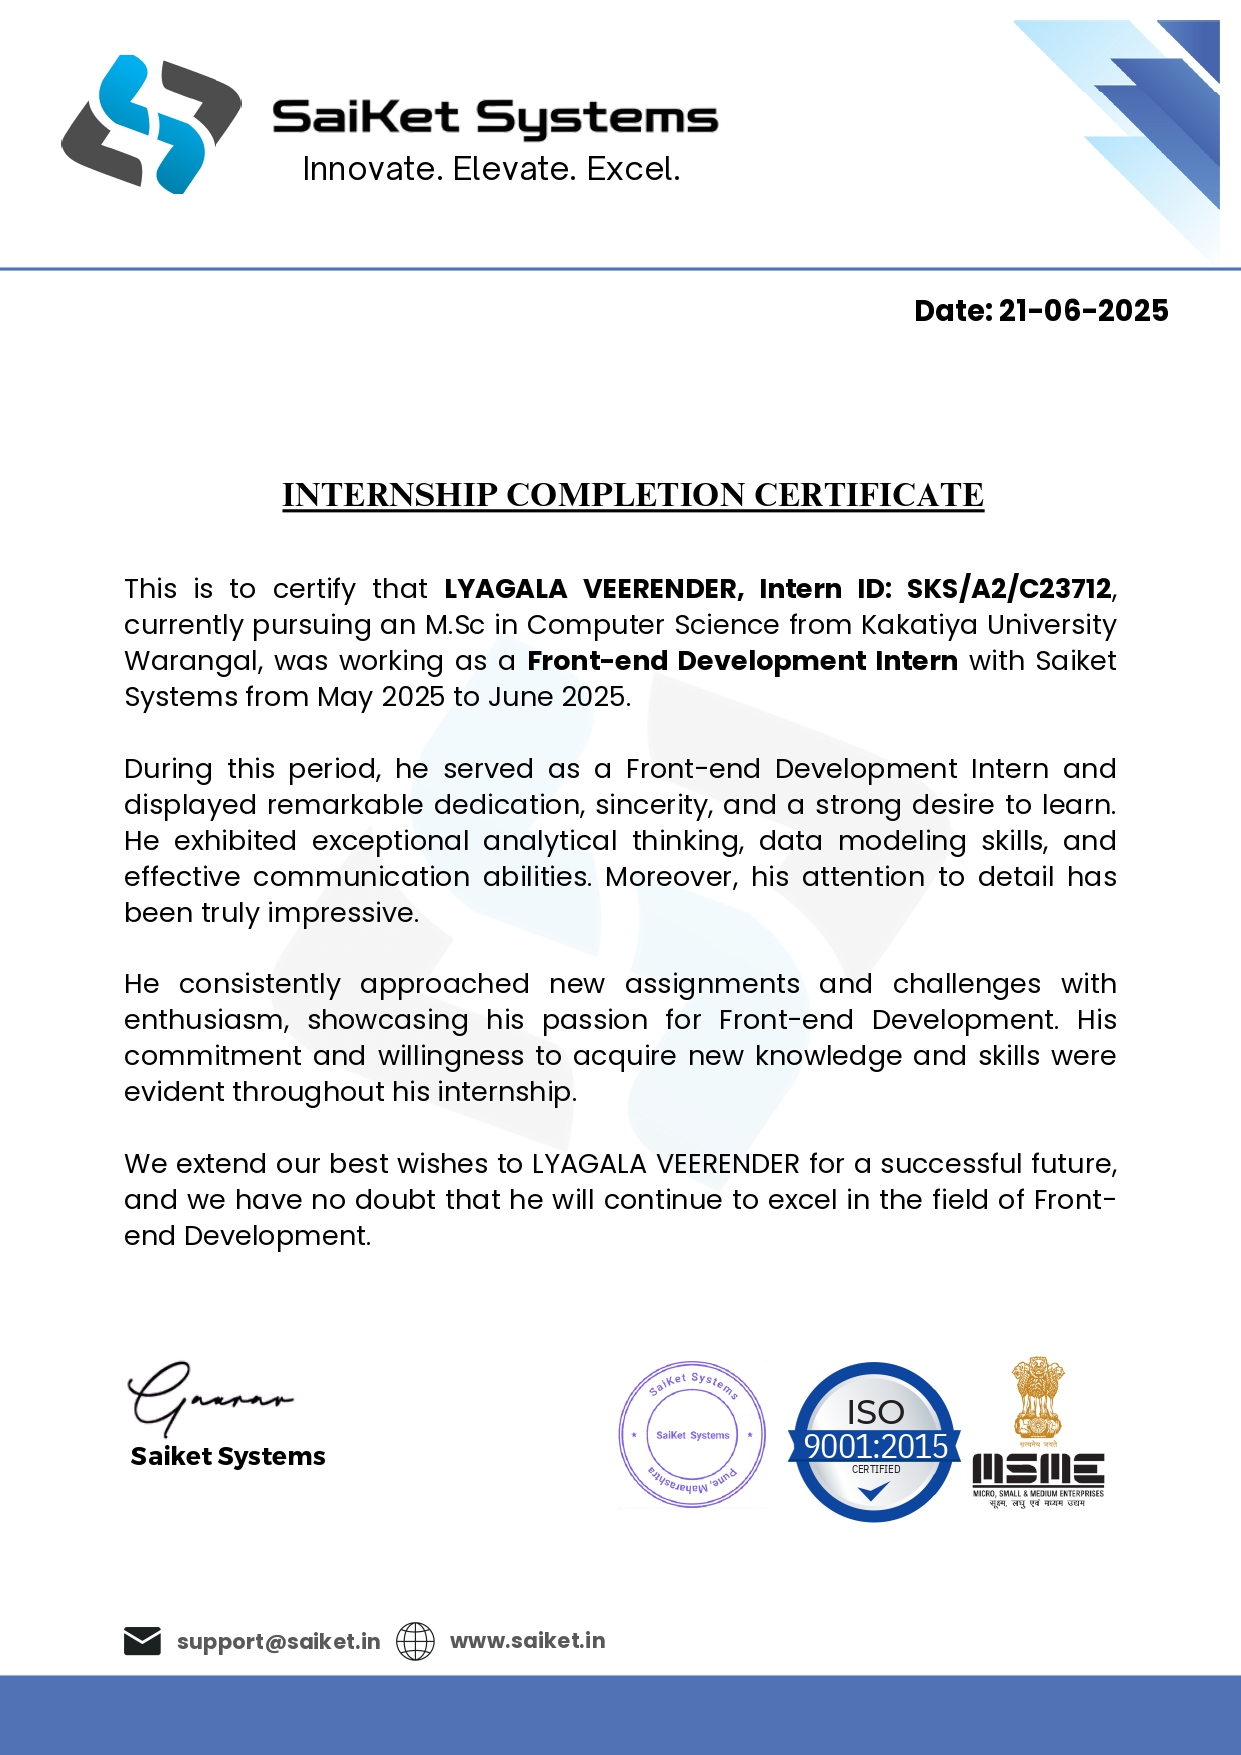 SaiKet Systems
Innovate. Elevate. Excel.
Date: 21-06-2025
INTERNSHIP COMPLETION CERTIFICATE
This is to certify that LYAGALA VEERENDER, Intern ID: SKS/A2/C23712,
currently pursuing an M.Sc in Computer Science from Kakatiya University
Warangal, was working as a Front-end Development Intern with Saiket
Systems from May 2025 to June 2025.
During this period, he served as a Front-end Development Intern and
displayed remarkable dedication, sincerity, and a strong desire to learn.
He exhibited exceptional analytical thinking, data modeling skills, and
effective communication abilities. Moreover, his attention to detail has
been truly impressive.
He consistently approached new assignments and challenges with
enthusiasm, showcasing his passion for Front-end Development. His
commitment and willingness to acquire new knowledge and skills were
evident throughout his internship.
We extend our best wishes to LYAGALA VEERENDER for a successful future,
and we have no doubt that he will continue to excel in the field of Front-
end Development.
Gaurav
Saiket Systems
SaiKet Systems
* SaiKet Systems *
Pune, Maharashtra
ISO
9001:2015
CERTIFIED
सत्यमेव जयते
MSME
MICRO, SMALL & MEDIUM ENTERPRISES
सूक्ष्म, लघु एवं मध्यम उद्यम
support@saiket.in
www.saiket.in